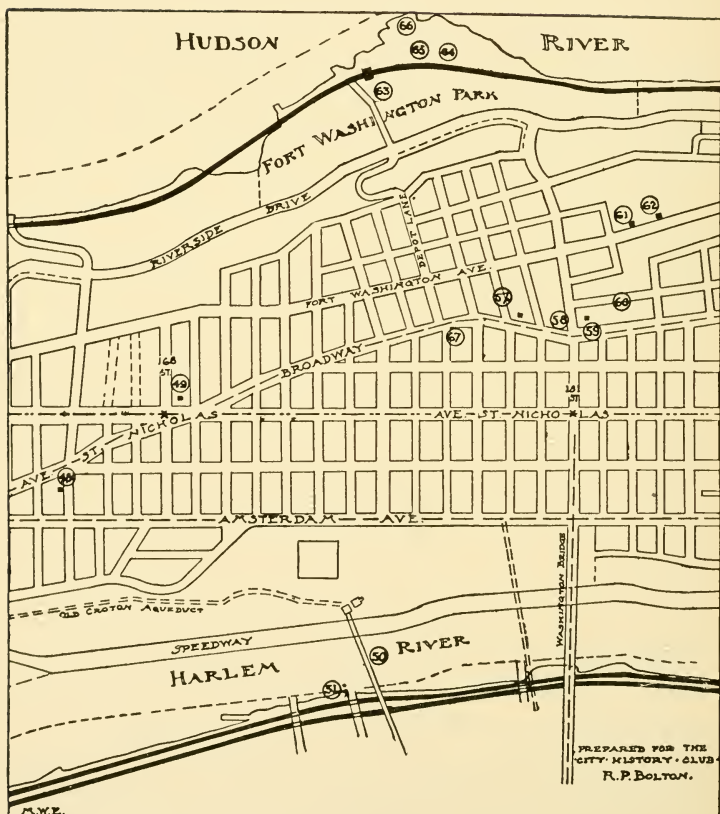 HUDSON RIVER
66
65 64
63
FORT WASHINGTON PARK
RIVERSIDE DRIVE
DEPOT LANE
61 62
FORT WASHINGTON AVE.
57
58
60
59
67
BROADWAY
168
ST.
49
181
ST
ST. NICHOLAS AVE.
AVE. ST. NICHOLAS
48
AMSTERDAM AVE.
OLD CROTON AQUEDUCT
WASHINGTON BRIDGE
SPEEDWAY
HARLEM RIVER
50
51
PREPARED FOR THE
CITY · HISTORY · CLUB
R.P. BOLTON.
M.W.E.